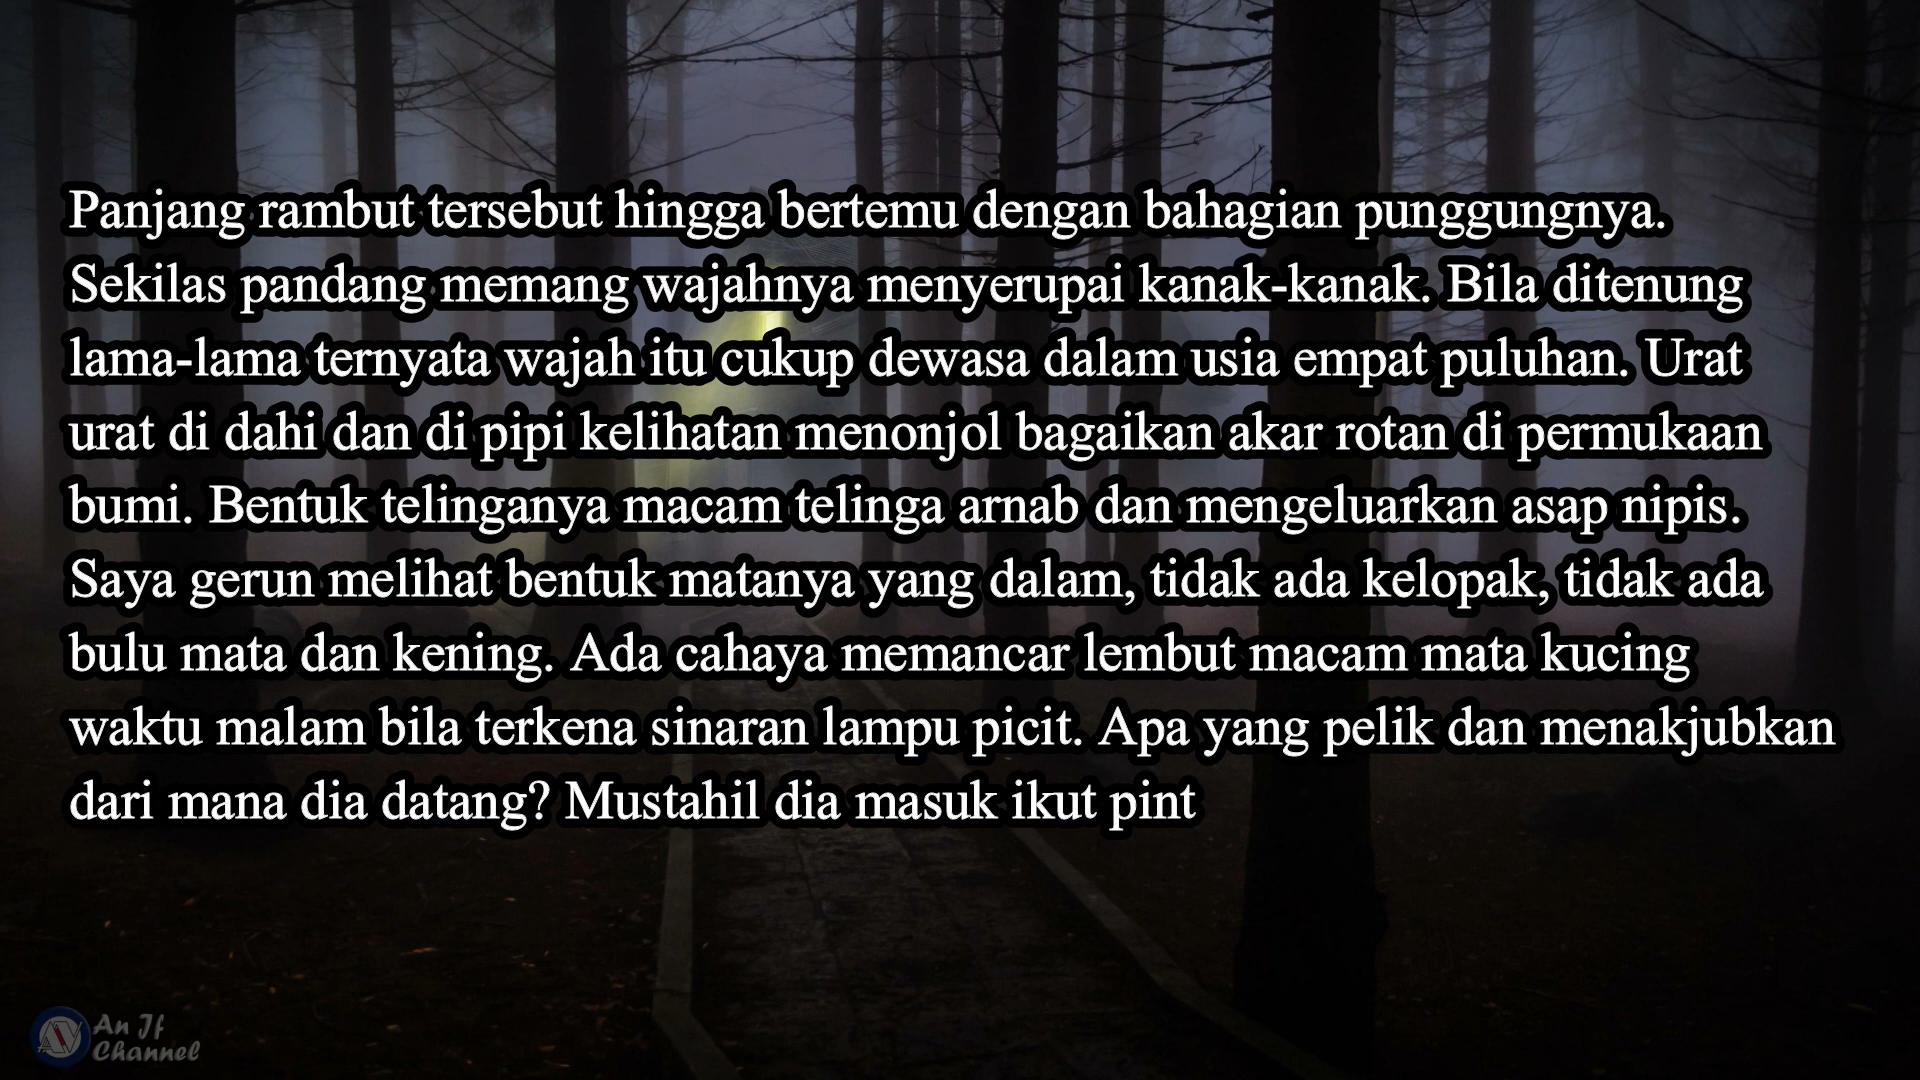 Panjang rambut tersebut hingga bertemu dengan bahagian punggungnya.
Sekilas pandang memang wajahnya menyerupai kanak-kanak. Bila ditenung
lama-lama ternyata wajah itu cukup dewasa dalam usia empat puluhan. Urat
urat di dahi dan di pipi kelihatan menonjol bagaikan akar rotan di permukaan
bumi. Bentuk telinganya macam telinga arnab dan mengeluarkan asap nipis.
Saya gerun melihat bentuk matanya yang dalam, tidak ada kelopak, tidak ada
bulu mata dan kening. Ada cahaya memancar lembut macam mata kucing
waktu malam bila terkena sinaran lampu picit. Apa yang pelik dan menakjubkan
dari mana dia datang? Mustahil dia masuk ikut pint
An If
Channel